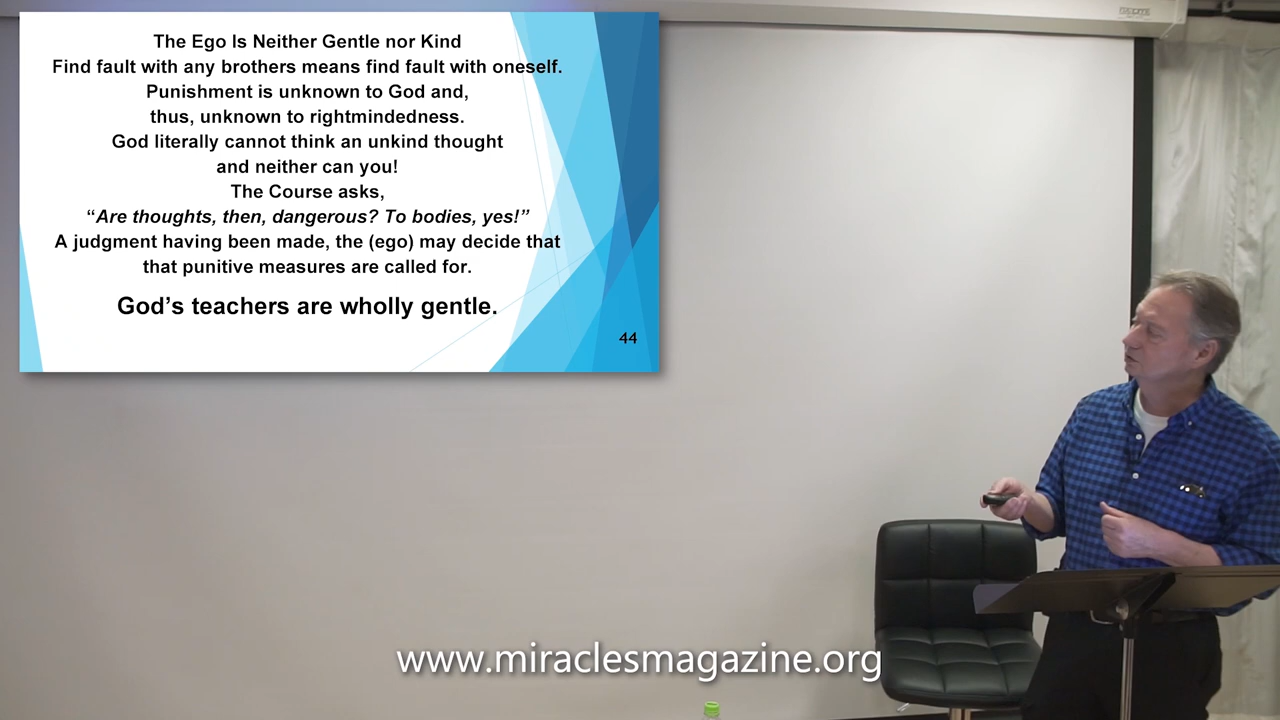 The Ego Is Neither Gentle nor Kind
Find fault with any brothers means find fault with oneself.
Punishment is unknown to God and,
thus, unknown to rightmindedness.
God literally cannot think an unkind thought
and neither can you!
The Course asks,
“Are thoughts, then, dangerous? To bodies, yes!”
A judgment having been made, the (ego) may decide that
that punitive measures are called for.
God’s teachers are wholly gentle.
44
www.miraclesmagazine.org